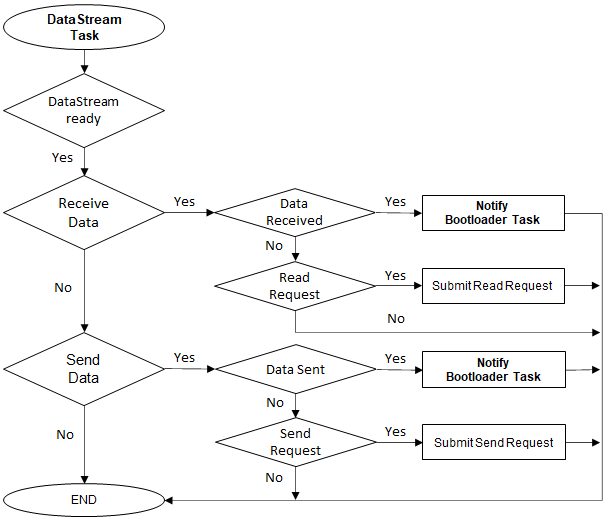 DataStream
Task
DataStream
ready
Yes
Receive
Data
Yes
Data
Received
Yes
Notify
Bootloader Task
No
No
Read
Request
Yes
Submit Read Request
No
Send
Data
Yes
Data Sent
Yes
Notify
Bootloader Task
No
No
Send
Request
Yes
Submit Send Request
No
END